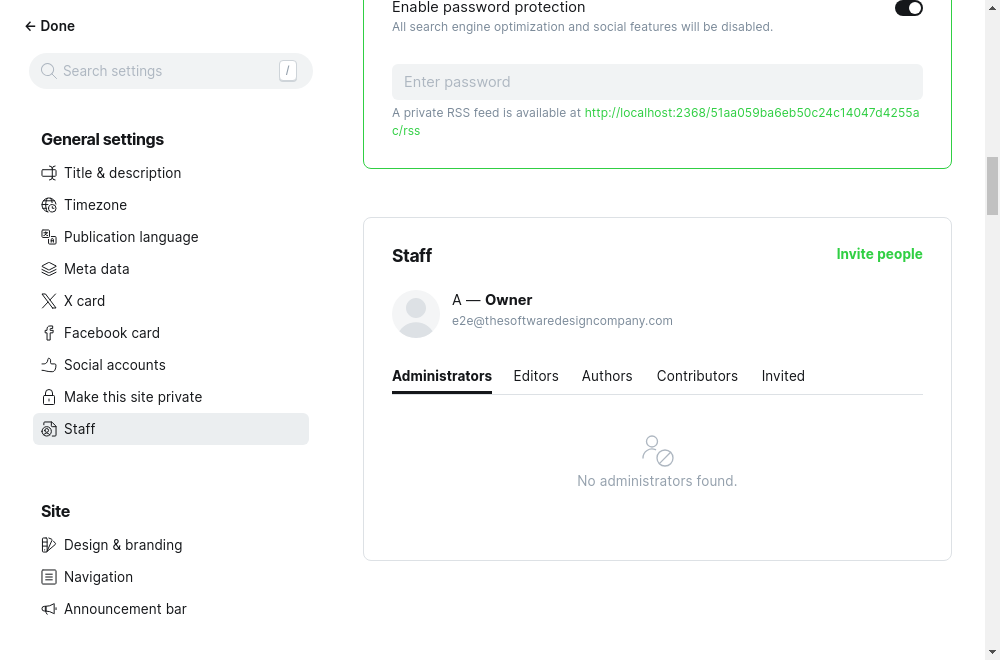 Done
Search settings
/
General settings
Title & description
Timezone
Publication language
Meta data
X card
Facebook card
Social accounts
Make this site private
Staff
Site
Design & branding
Navigation
Announcement bar
Enable password protection
All search engine optimization and social features will be disabled.
Enter password
A private RSS feed is available at http://localhost:2368/51aa059ba6eb50c24c14047d4255a
c/rss
Staff
Invite people
A — Owner
e2e@thesoftwaredesigncompany.com
Administrators Editors Authors Contributors Invited
No administrators found.